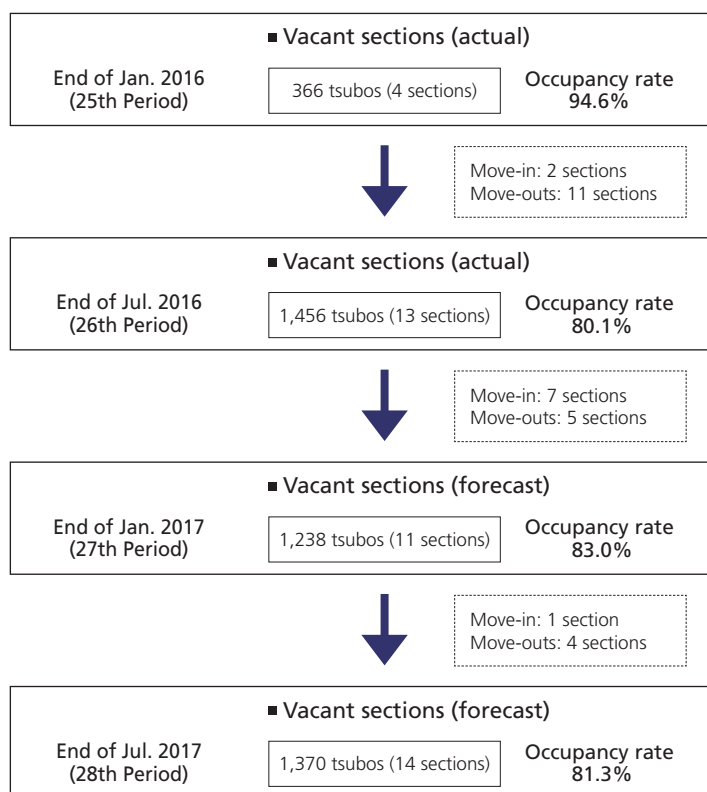 ■ Vacant sections (actual)
End of Jan. 2016
(25th Period)
366 tsubos (4 sections)
Occupancy rate
94.6%
Move-in: 2 sections
Move-outs: 11 sections
■ Vacant sections (actual)
End of Jul. 2016
(26th Period)
1,456 tsubos (13 sections)
Occupancy rate
80.1%
Move-in: 7 sections
Move-outs: 5 sections
■ Vacant sections (forecast)
End of Jan. 2017
(27th Period)
1,238 tsubos (11 sections)
Occupancy rate
83.0%
Move-in: 1 section
Move-outs: 4 sections
■ Vacant sections (forecast)
End of Jul. 2017
(28th Period)
1,370 tsubos (14 sections)
Occupancy rate
81.3%